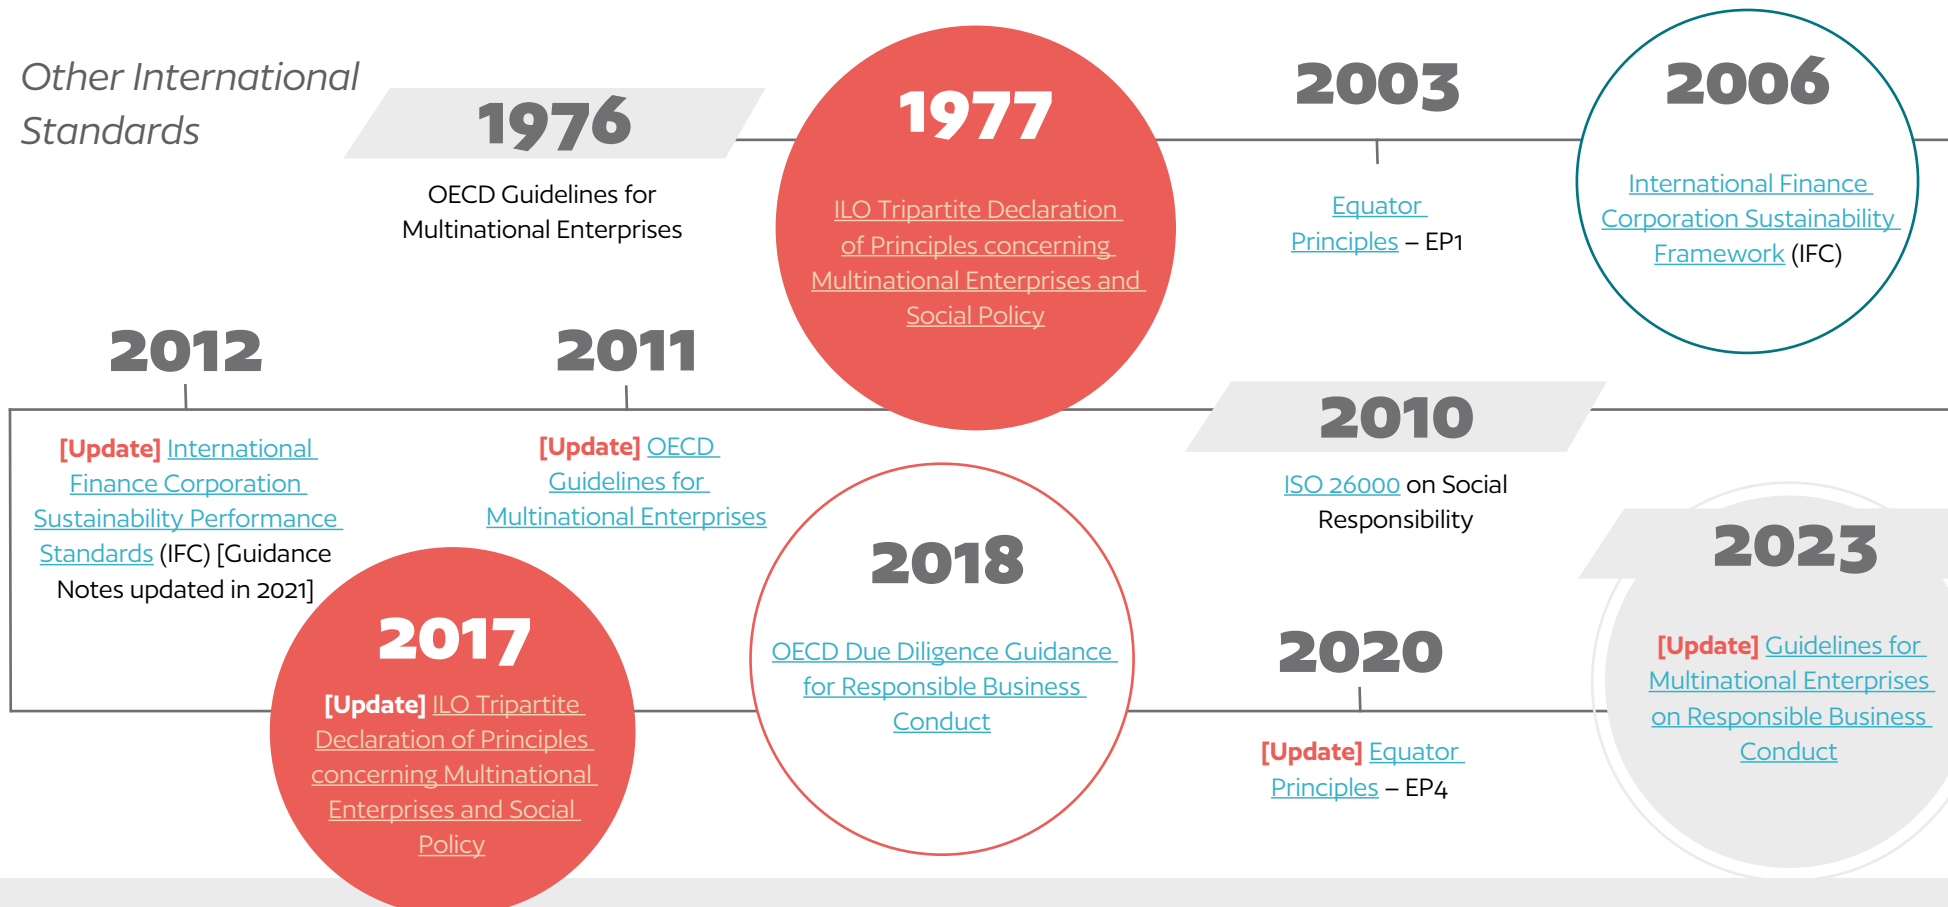 Other International
Standards
1976
OECD Guidelines for
Multinational Enterprises
1977
ILO Tripartite Declaration
of Principles concerning
Multinational Enterprises and
Social Policy
2003
Equator
Principles – EP1
2006
International Finance
Corporation Sustainability
Framework (IFC)
2012
[Update] International
Finance Corporation
Sustainability Performance
Standards (IFC) [Guidance
Notes updated in 2021]
2011
[Update] OECD
Guidelines for
Multinational Enterprises
2010
ISO 26000 on Social
Responsibility
2017
[Update] ILO Tripartite
Declaration of Principles
concerning Multinational
Enterprises and Social
Policy
2018
OECD Due Diligence Guidance
for Responsible Business
Conduct
2020
[Update] Equator
Principles – EP4
2023
[Update] Guidelines for
Multinational Enterprises
on Responsible Business
Conduct